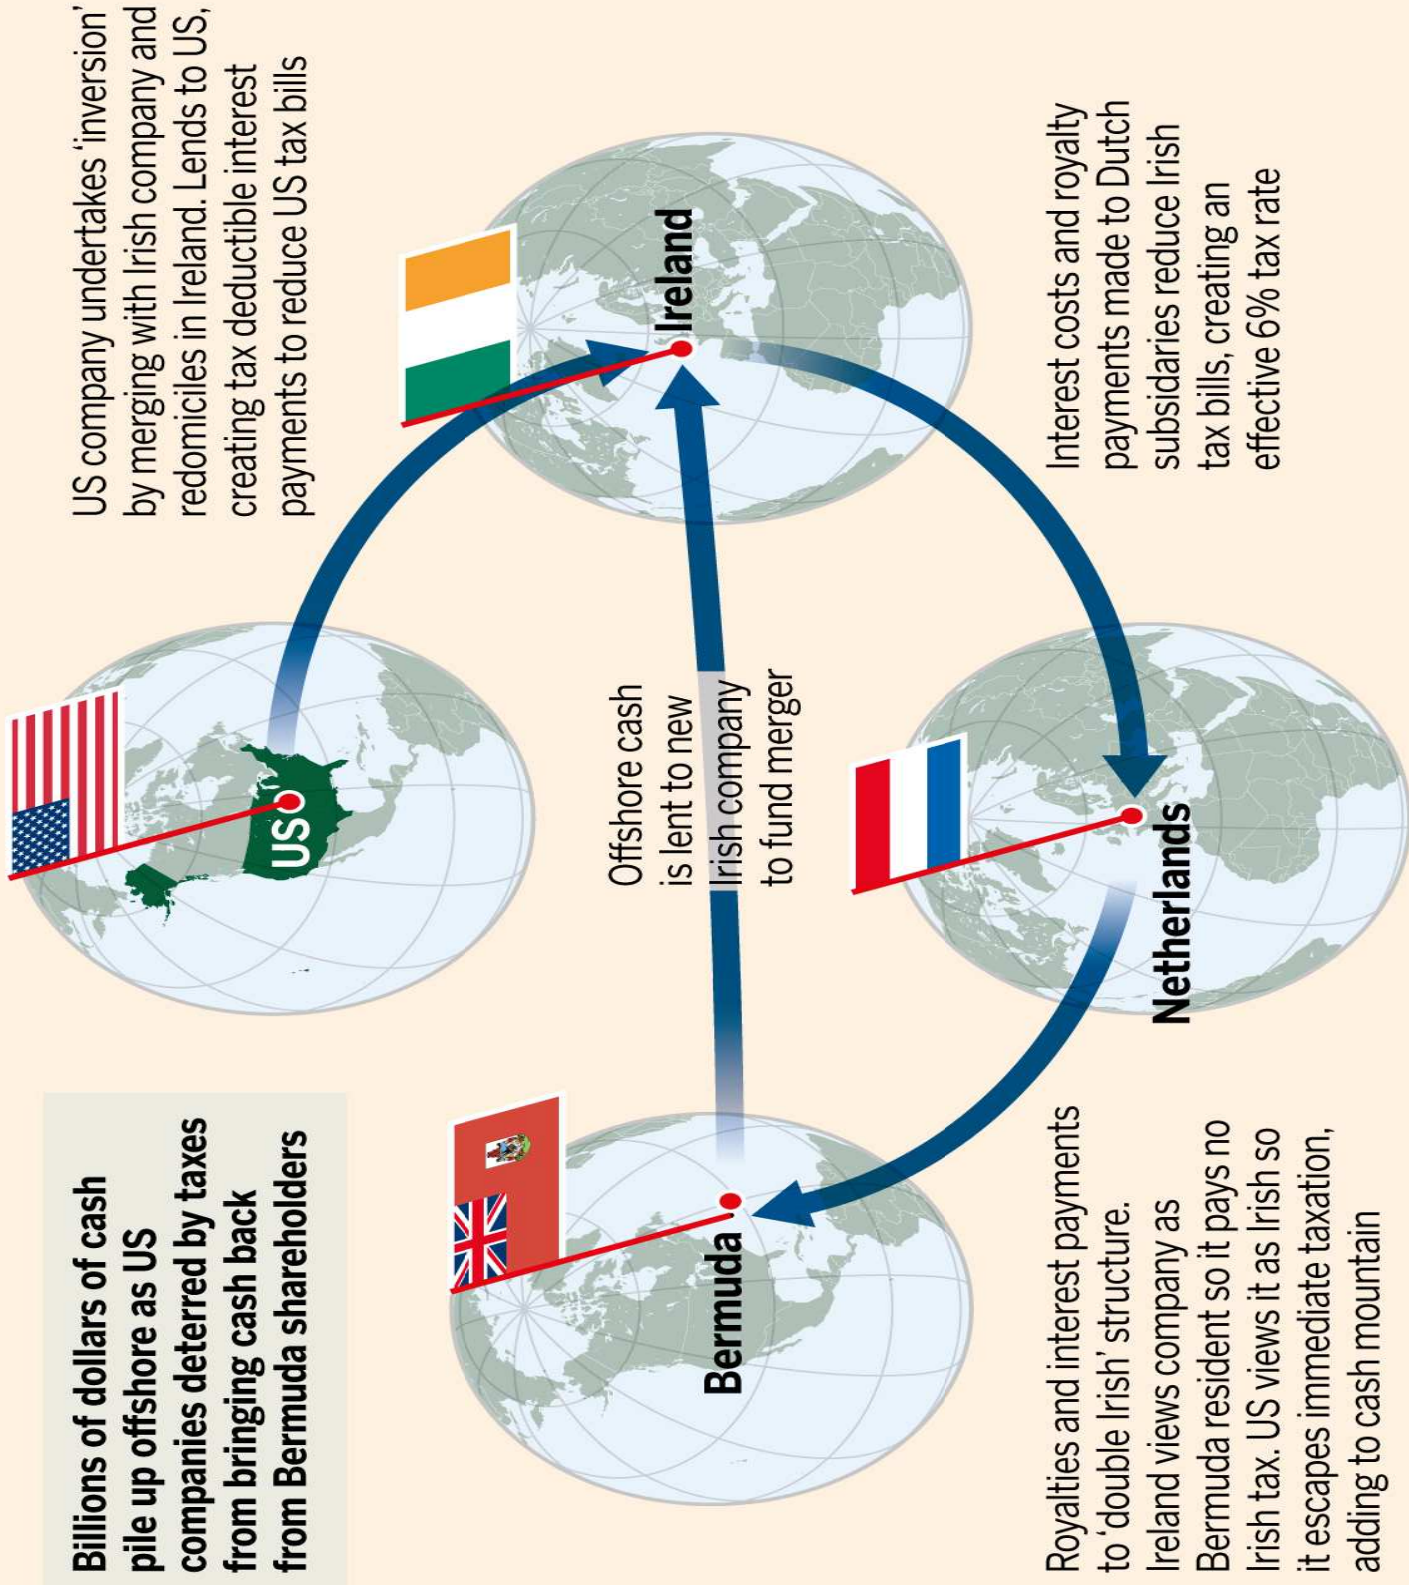 Billions of dollars of cash
pile up offshore as US
companies deterred by taxes
from bringing cash back
from Bermuda shareholders
US
US company undertakes ‘inversion’
by merging with Irish company and
redomiciles in Ireland. Lends to US,
creating tax deductible interest
payments to reduce US tax bills
Bermuda
Offshore cash
is lent to new
Irish company
to fund merger
Ireland
Royalties and interest payments
to ‘double Irish’ structure.
Ireland views company as
Bermuda resident so it pays no
Irish tax. US views it as Irish so
it escapes immediate taxation,
adding to cash mountain
Netherlands
Interest costs and royalty
payments made to Dutch
subsidaries reduce Irish
tax bills, creating an
effective 6% tax rate